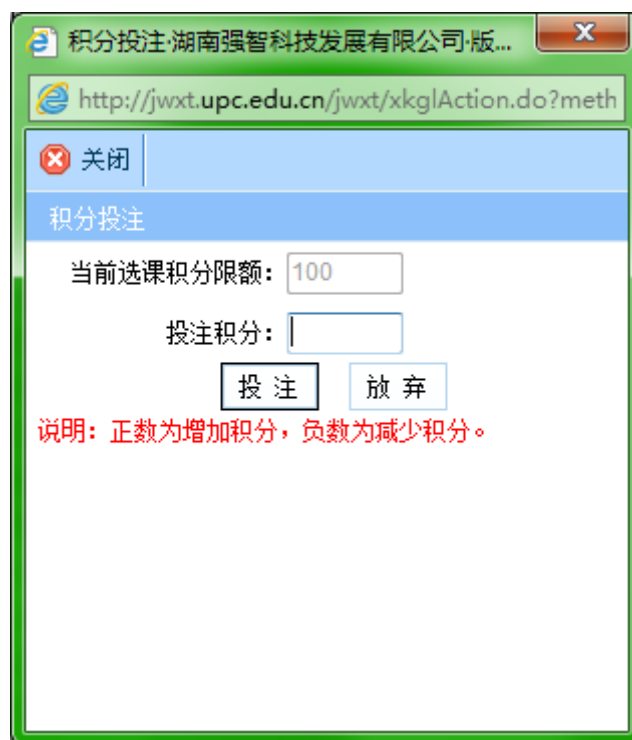 积分投注·湖南强智科技发展有限公司·版...
http://jwxt.upc.edu.cn/jwxt/xkglAction.do?meth
关闭
积分投注
当前选课积分限额：100
投注积分：
投 注 放 弃
说明：正数为增加积分，负数为减少积分。